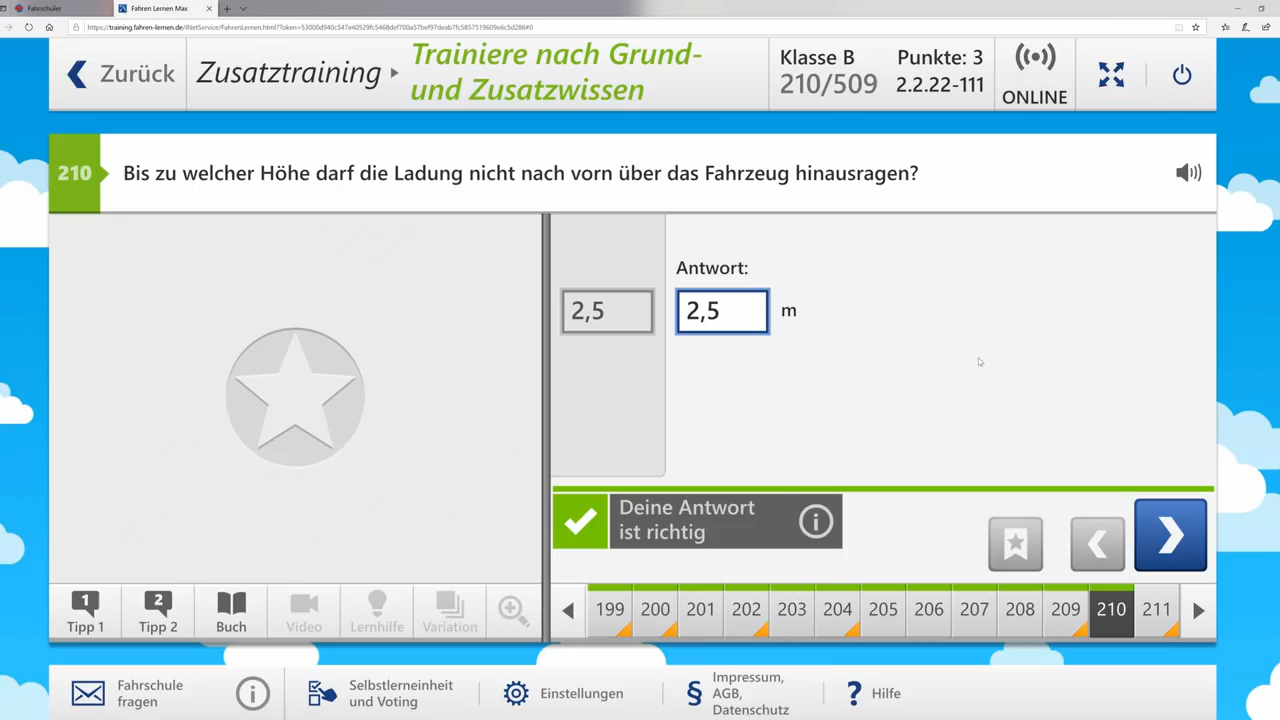 Fahrschüler
Fahren Lernen Max
https://training.fahren-lernen.de/iNetService/FahrenLernen.html?Token=53000d940c547e40529fc5468def700a57bef97deab7fc5857519609e6c5d286#0
Zurück
Zusatztraining
Trainiere nach Grund-
und Zusatzwissen
Klasse B
210/509
Punkte: 3
2.2.22-111
ONLINE
210
Bis zu welcher Höhe darf die Ladung nicht nach vorn über das Fahrzeug hinausragen?
Antwort:
2,5
2,5 m
Deine Antwort
ist richtig
1
Tipp 1
2
Tipp 2
Buch
Video
Lernhilfe
Variation
199 200 201 202 203 204 205 206 207 208 209 210 211
Fahrschule
fragen
Selbstlerneinheit
und Voting
Einstellungen
§
Impressum,
AGB,
Datenschutz
?
Hilfe